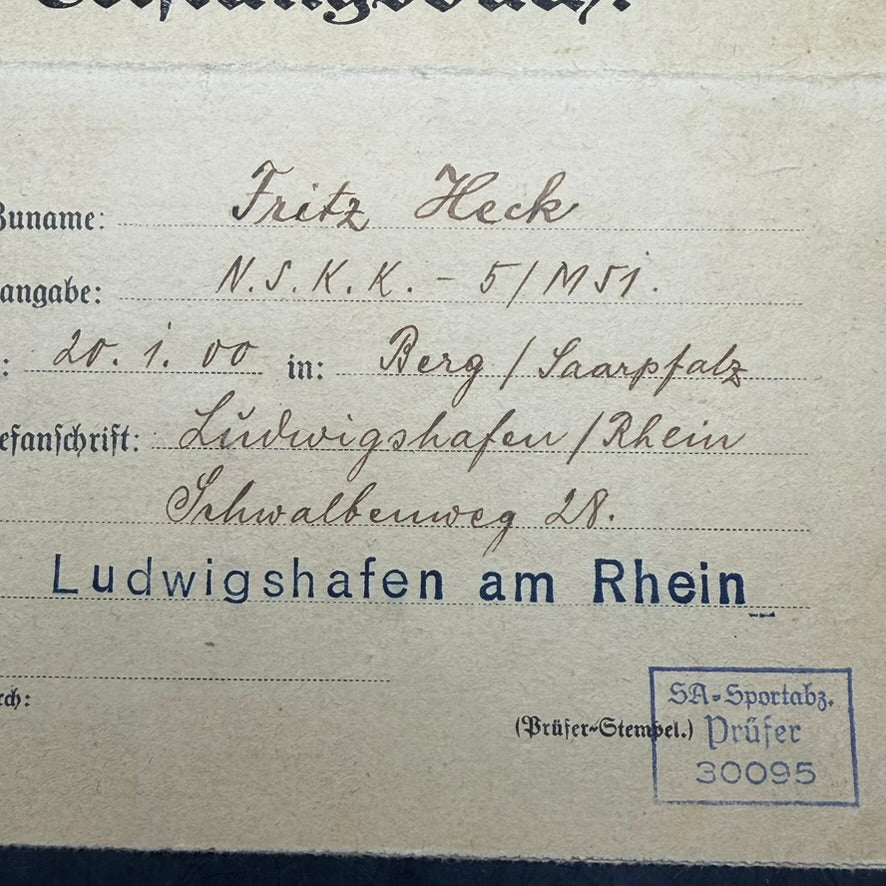 Zuname: Fritz Heck
angabe: N.S.K.K. - 5/M51.
: 20.1.00 in: Berg / Saarpfalz
efanschrift: Ludwigshafen / Rhein
Schwalbenweg 28.
Ludwigshafen am Rhein
rch:
SA-Sportabz.
(Prüfer-Stempel.) Prüfer
30095